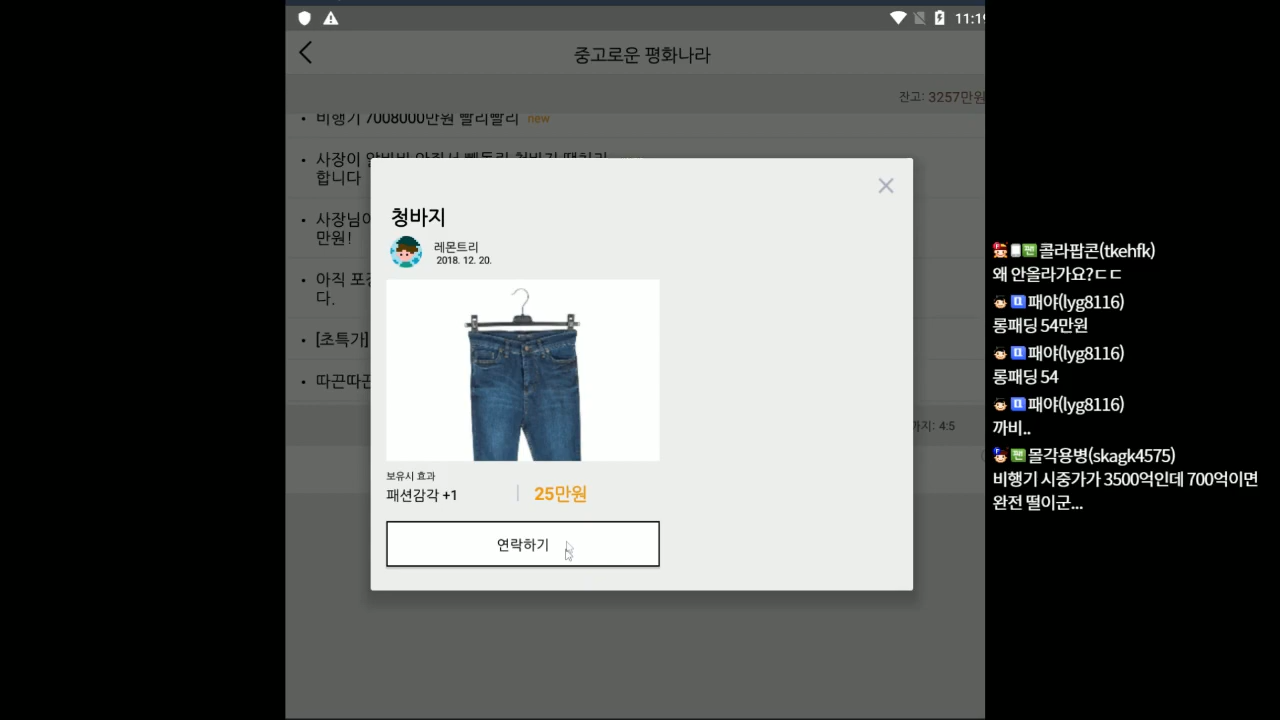 11:19
중고로운 평화나라
잔고: 3257만원
비행기 7008000만원 빨리빨리 new
사장이
합니다
사장님이
만원!
아직 포장
다.
[초특가]
따끈따끈
까지: 4:5
청바지
레몬트리
2018. 12. 20.
보유시 효과
패션감각 +1
25만원
연락하기
콜라팝콘(tkehfk)
왜 안올라가요?ㄷㄷ
패야(lyg8116)
롱패딩 54만원
패야(lyg8116)
롱패딩 54
패야(lyg8116)
까비..
몰각용병(skagk4575)
비행기 시중가가 3500억인데 700억이면
완전 떨이군...